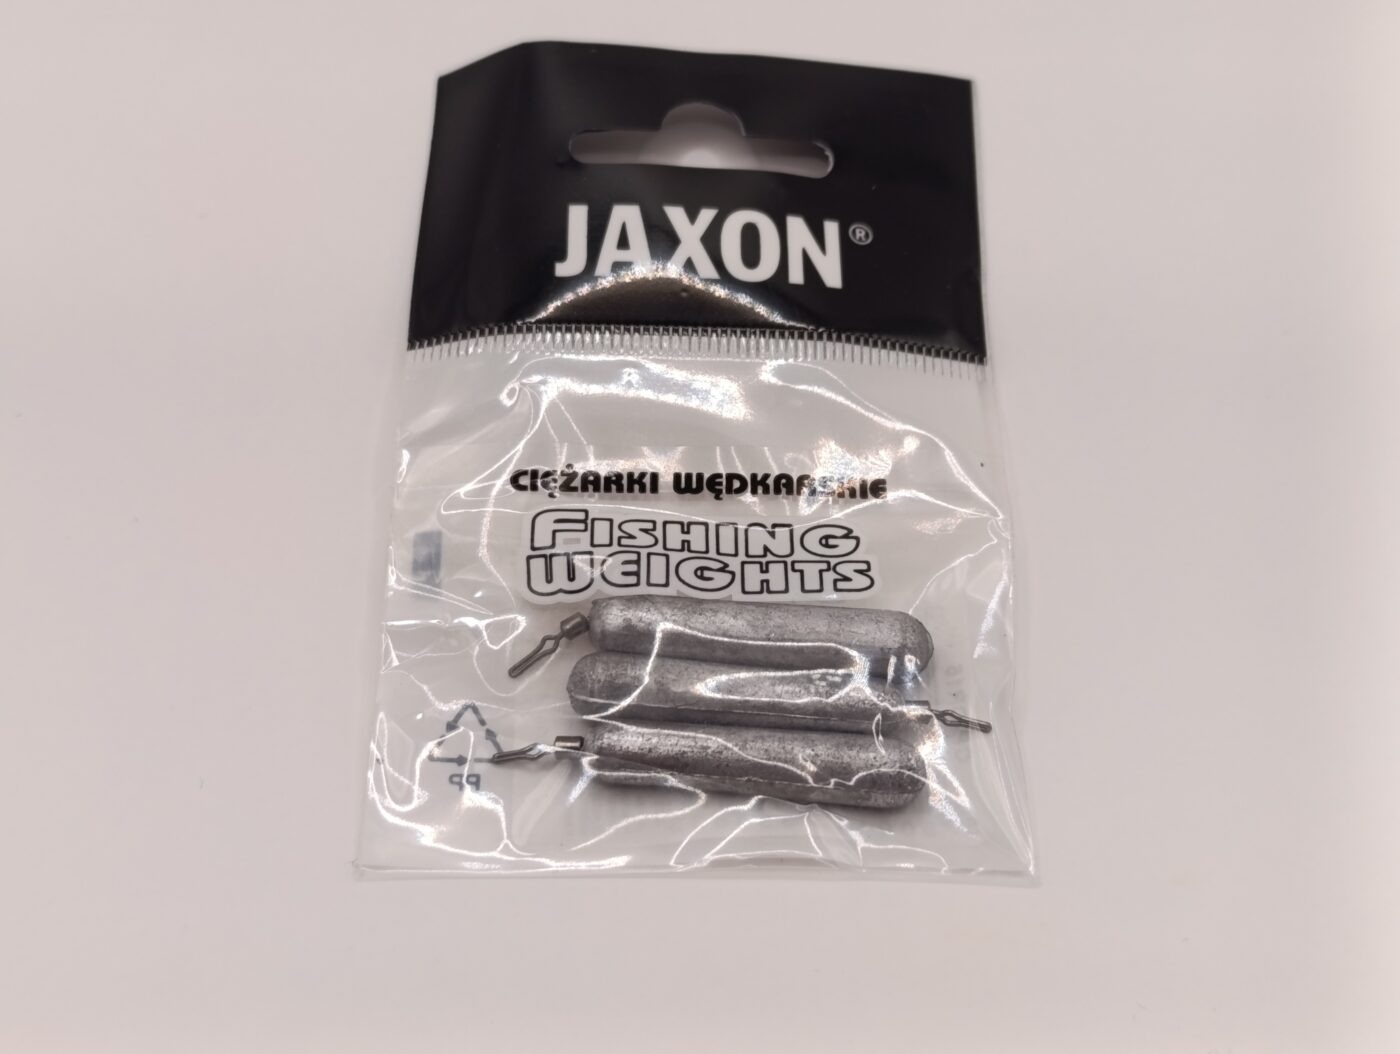 JAXON®
CIĘŻARKI WĘDKARSKIE
FISHING
WEIGHTS
PP